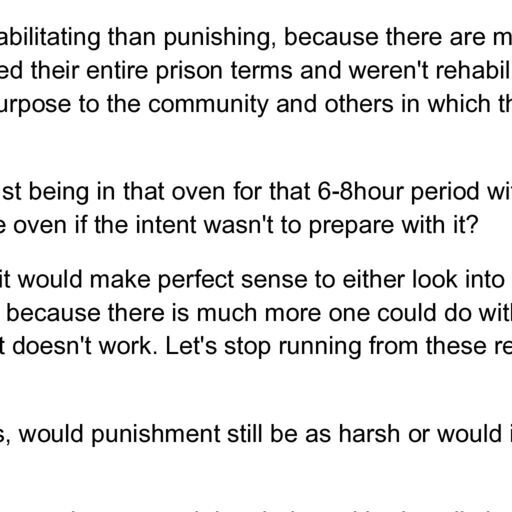 abilitating than punishing, because there are m
ed their entire prison terms and weren't rehabil
urpose to the community and others in which th
st being in that oven for that 6-8hour period wi
e oven if the intent wasn't to prepare with it?
it would make perfect sense to either look into
because there is much more one could do wit
t doesn't work. Let's stop running from these re
s, would punishment still be as harsh or would i